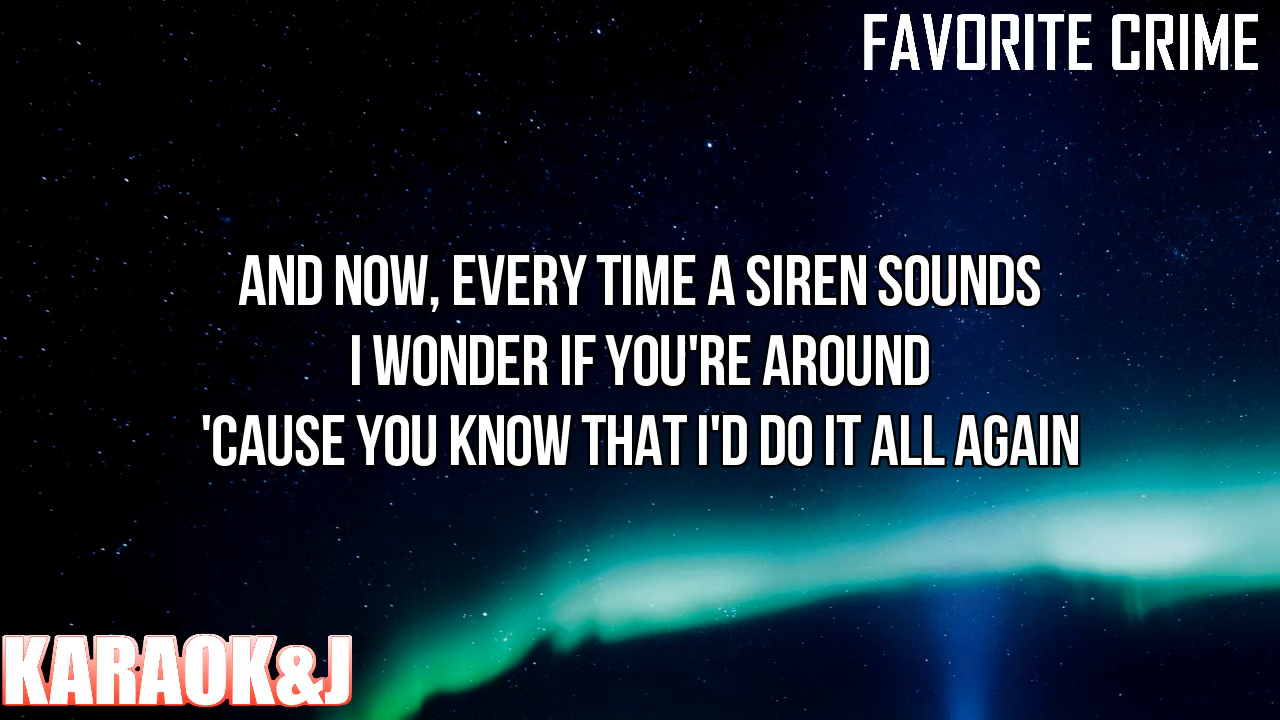 FAVORITE CRIME
AND NOW, EVERY TIME A SIREN SOUNDS
I WONDER IF YOU'RE AROUND
'CAUSE YOU KNOW THAT I'D DO IT ALL AGAIN
KARAOK&J